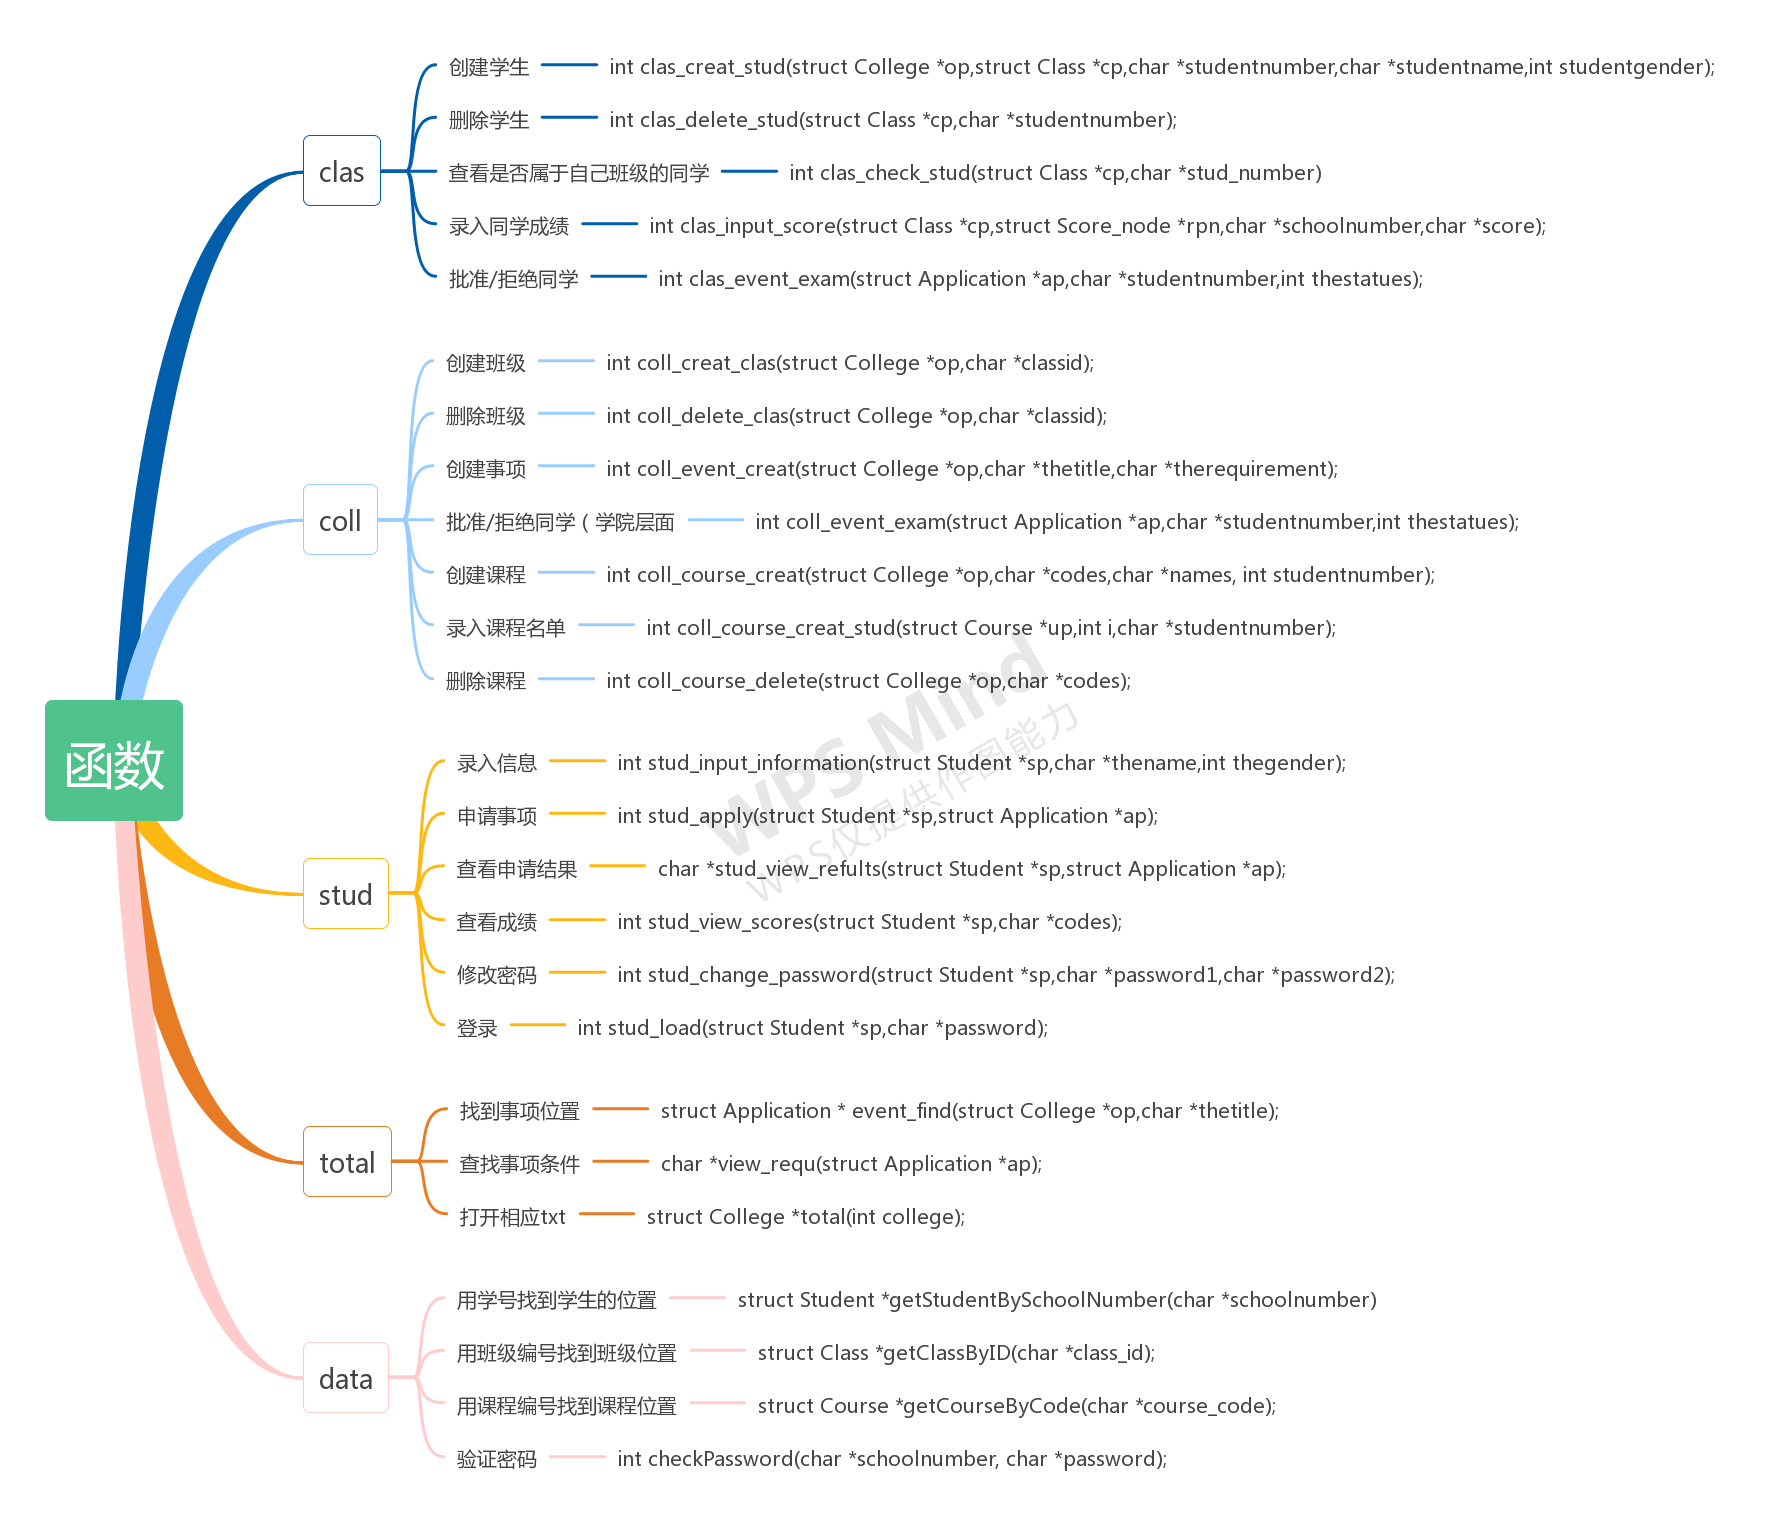 函数
clas
创建学生
int clas_creat_stud(struct College *op,struct Class *cp,char *studentnumber,char *studentname,int studentgender);
删除学生
int clas_delete_stud(struct Class *cp,char *studentnumber);
查看是否属于自己班级的同学
int clas_check_stud(struct Class *cp,char *stud_number)
录入同学成绩
int clas_input_score(struct Class *cp,struct Score_node *rpn,char *schoolnumber,char *score);
批准/拒绝同学
int clas_event_exam(struct Application *ap,char *studentnumber,int thestatues);
coll
创建班级
int coll_creat_clas(struct College *op,char *classid);
删除班级
int coll_delete_clas(struct College *op,char *classid);
创建事项
int coll_event_creat(struct College *op,char *thetitle,char *therequirement);
批准/拒绝同学（学院层面
int coll_event_exam(struct Application *ap,char *studentnumber,int thestatues);
创建课程
int coll_course_creat(struct College *op,char *codes,char *names, int studentnumber);
录入课程名单
int coll_course_creat_stud(struct Course *up,int i,char *studentnumber);
删除课程
int coll_course_delete(struct College *op,char *codes);
stud
录入信息
int stud_input_information(struct Student *sp,char *thename,int thegender);
申请事项
int stud_apply(struct Student *sp,struct Application *ap);
查看申请结果
char *stud_view_refults(struct Student *sp,struct Application *ap);
查看成绩
int stud_view_scores(struct Student *sp,char *codes);
修改密码
int stud_change_password(struct Student *sp,char *password1,char *password2);
登录
int stud_load(struct Student *sp,char *password);
total
找到事项位置
struct Application * event_find(struct College *op,char *thetitle);
查找事项条件
char *view_requ(struct Application *ap);
打开相应txt
struct College *total(int college);
data
用学号找到学生的位置
struct Student *getStudentBySchoolNumber(char *schoolnumber)
用班级编号找到班级位置
struct Class *getClassByID(char *class_id);
用课程编号找到课程位置
struct Course *getCourseByCode(char *course_code);
验证密码
int checkPassword(char *schoolnumber, char *password);
WPS Mind
WPS仅提供作图能力